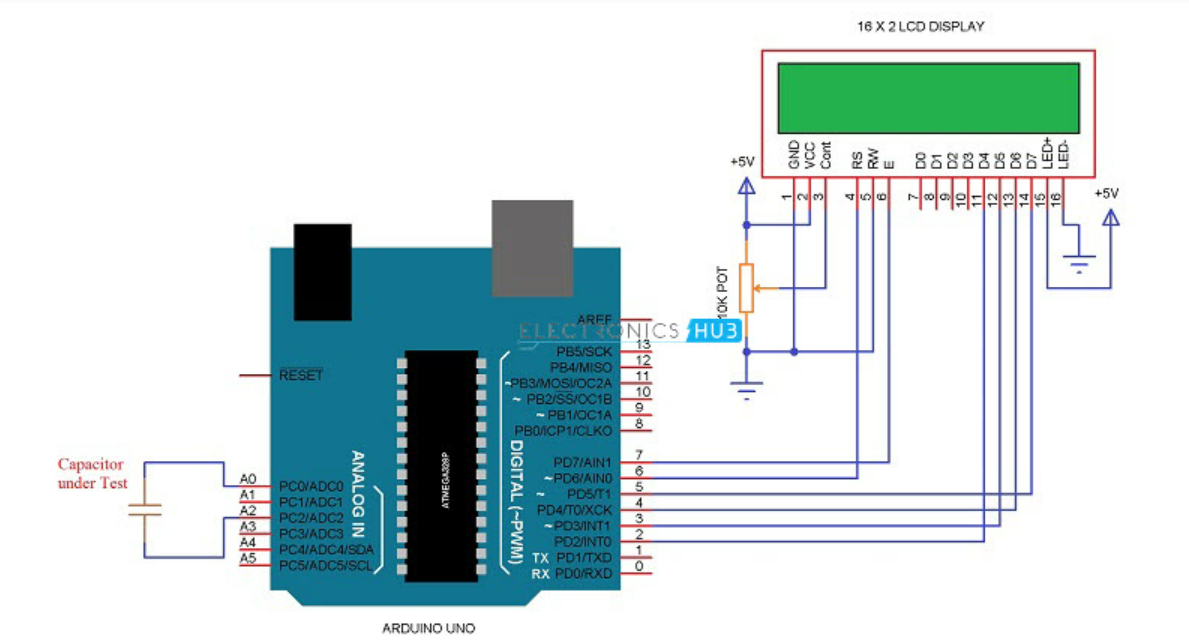 16 X 2 LCD DISPLAY
GND
VCC
Cont
RS
RW
E
D0
D1
D2
D3
D4
D5
D6
D7
LED+
LED-
1
2
3
4
5
6
7
8
9
10
11
12
13
14
15
16
+5V
+5V
10K POT
ELECTRONICS HUB
AREF
PB5/SCK 13
PB4/MISO 12
~PB3/MOSI/OC2A 11
~ PB2/SS/OC1B 10
~ PB1/OC1A 9
PB0/ICP1/CLKO 8
PD7/AIN1 7
~PD6/AIN0 6
~ PD5/T1 5
PD4/T0/XCK 4
~PD3/INT1 3
PD2/INT0 2
TX PD1/TXD 1
RX PD0/RXD 0
DIGITAL (~PWM)
ATMEGA328P
RESET
ANALOG IN
A0 PC0/ADC0
A1 PC1/ADC1
A2 PC2/ADC2
A3 PC3/ADC3
A4 PC4/ADC4/SDA
A5 PC5/ADC5/SCL
Capacitor
under Test
ARDUINO UNO